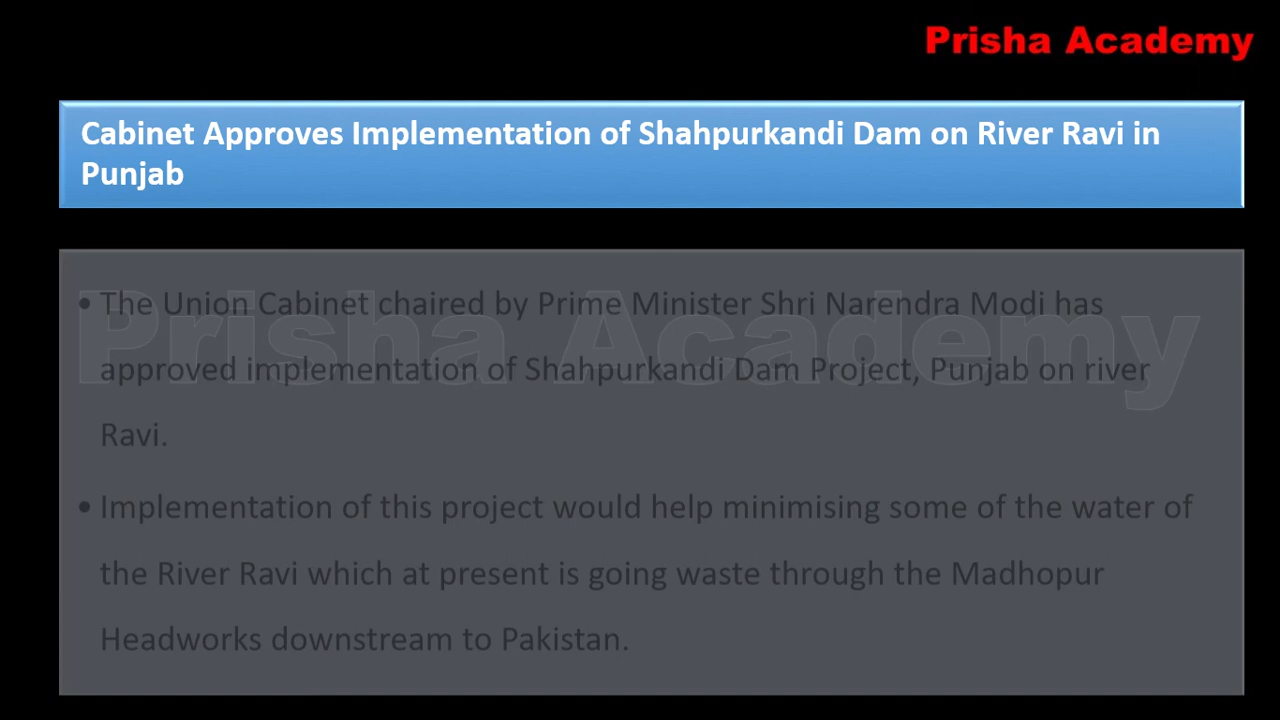 Prisha Academy
Cabinet Approves Implementation of Shahpurkandi Dam on River Ravi in
Punjab
Prisha Academy
• The Union Cabinet chaired by Prime Minister Shri Narendra Modi has
approved implementation of Shahpurkandi Dam Project, Punjab on river
Ravi.
• Implementation of this project would help minimising some of the water of
the River Ravi which at present is going waste through the Madhopur
Headworks downstream to Pakistan.